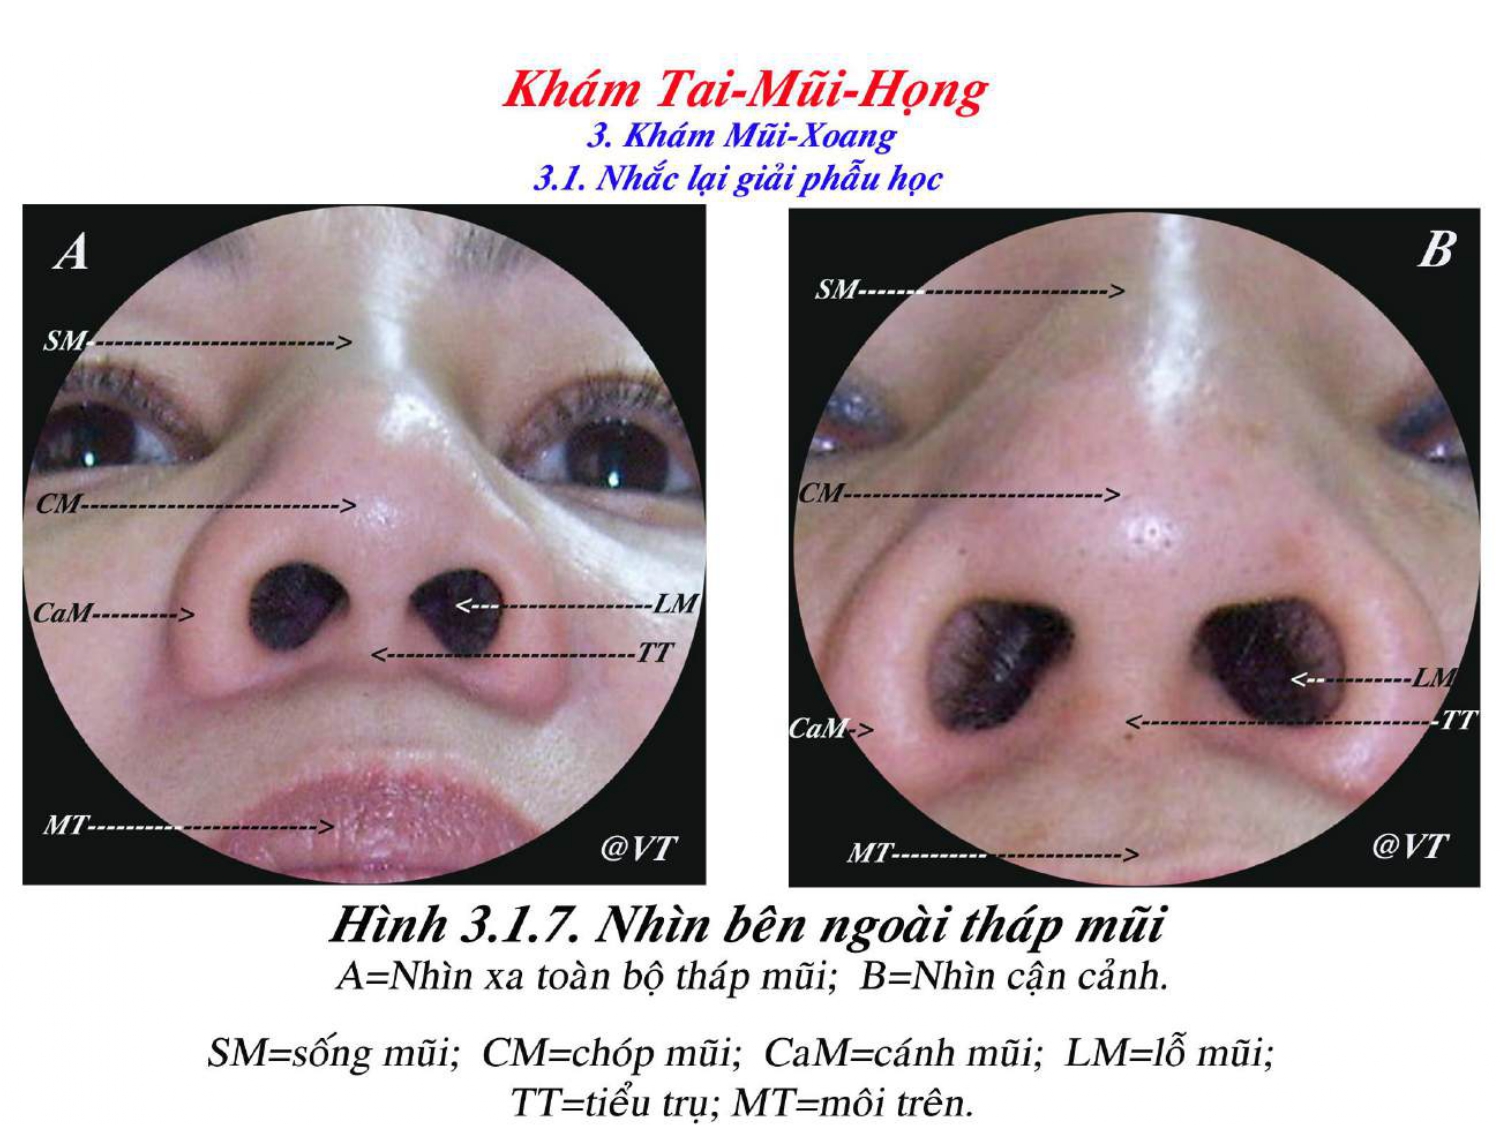 Khám Tai-Mũi-Họng
3. Khám Mũi-Xoang
3.1. Nhắc lại giải phẫu học
A
SM------------------------>
CM------------------------>
CaM--------->
<------------------LM
<------------------------TT
MT------------------------>
@VT
B
SM------------------------>
CM------------------------>
<-----------LM
CaM->
<------------------------------TT
MT------------------------>
@VT
Hình 3.1.7. Nhìn bên ngoài tháp mũi
A=Nhìn xa toàn bộ tháp mũi; B=Nhìn cận cảnh.
SM=sống mũi; CM=chóp mũi; CaM=cánh mũi; LM=lỗ mũi;
TT=tiểu trụ; MT=môi trên.